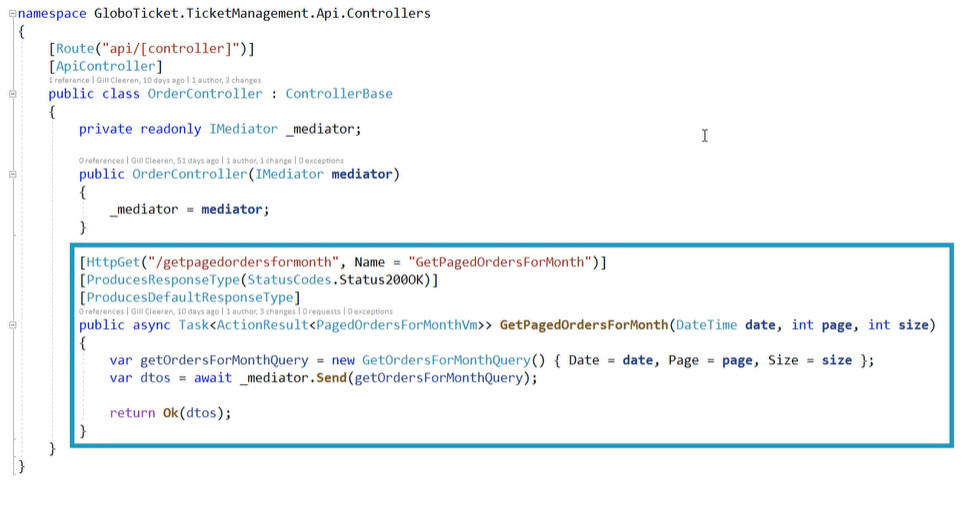 namespace GloboTicket.TicketManagement.Api.Controllers
{
[Route("api/[controller]")]
[ApiController]
1 reference | Gill Cleeren, 10 days ago | 1 author, 3 changes
public class OrderController : ControllerBase
{
private readonly IMediator _mediator;
0 references | Gill Cleeren, 51 days ago | 1 author, 1 change | 0 exceptions
public OrderController(IMediator mediator)
{
_mediator = mediator;
}
[HttpGet("/getpagedordersformonth", Name = "GetPagedOrdersForMonth")]
[ProducesResponseType(StatusCodes.Status200OK)]
[ProducesDefaultResponseType]
0 references | Gill Cleeren, 10 days ago | 1 author, 3 changes | 0 requests | 0 exceptions
public async Task<ActionResult<PagedOrdersForMonthVm>> GetPagedOrdersForMonth(DateTime date, int page, int size)
{
var getOrdersForMonthQuery = new GetOrdersForMonthQuery() { Date = date, Page = page, Size = size };
var dtos = await _mediator.Send(getOrdersForMonthQuery);
return Ok(dtos);
}
}
}